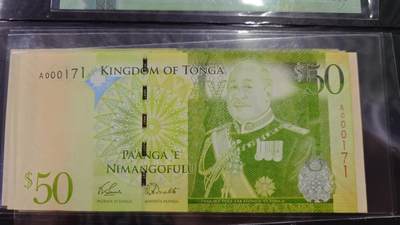 A000171
KINGDOM OF TONGA
$50
A000171
PA'ANGA 'E
NIMANGOFULU
$50